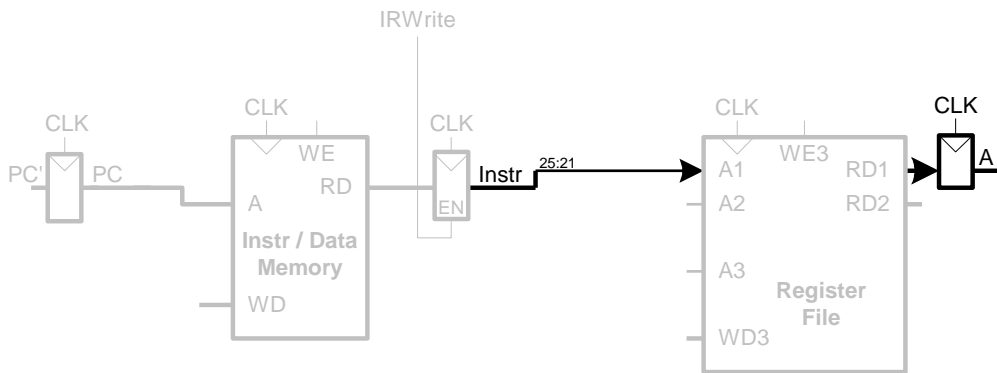 IRWrite
CLK
CLK
CLK
CLK
CLK
PC'
PC
WE
RD
A
EN
Instr / Data
Memory
WD
Instr
25:21
A1
WE3
RD1
A
A2
RD2
A3
Register
File
WD3